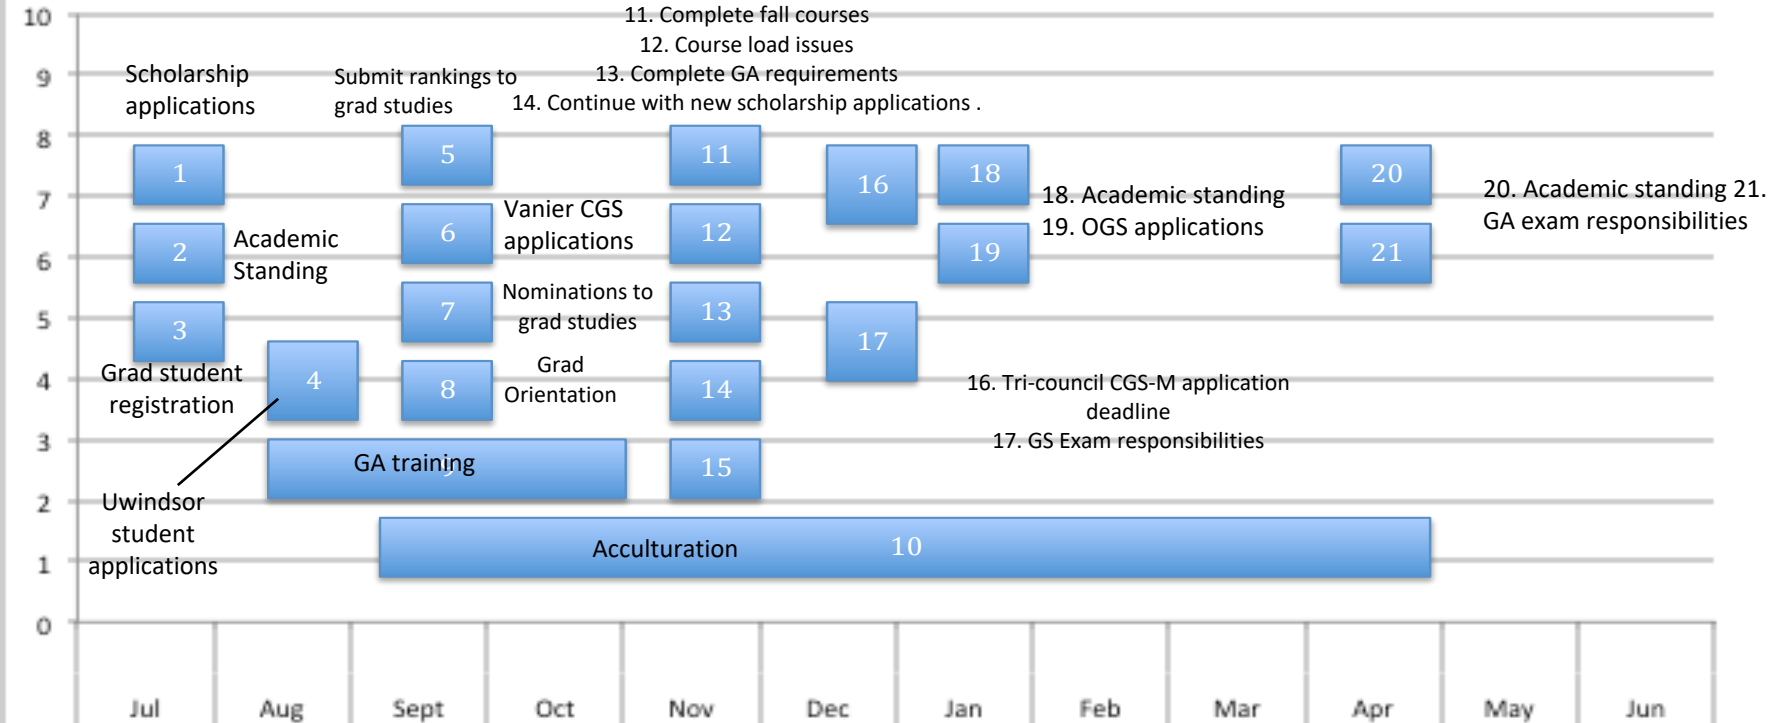 10
11. Complete fall courses
12. Course load issues
13. Complete GA requirements
14. Continue with new scholarship applications .
9
Scholarship
applications
Submit rankings to
grad studies
8
1
5
11
16
18
20
7
18. Academic standing
19. OGS applications
20. Academic standing 21.
GA exam responsibilities
2
Academic
Standing
6
Vanier CGS
applications
12
19
21
6
3
7
Nominations to
grad studies
13
17
5
Grad student
registration
4
8
Grad
Orientation
14
4
16. Tri-council CGS-M application
deadline
17. GS Exam responsibilities
3
GA training
9
15
2
Uwindsor
student
applications
Acculturation
10
1
0
Jul Aug Sept Oct Nov Dec Jan Feb Mar Apr May Jun